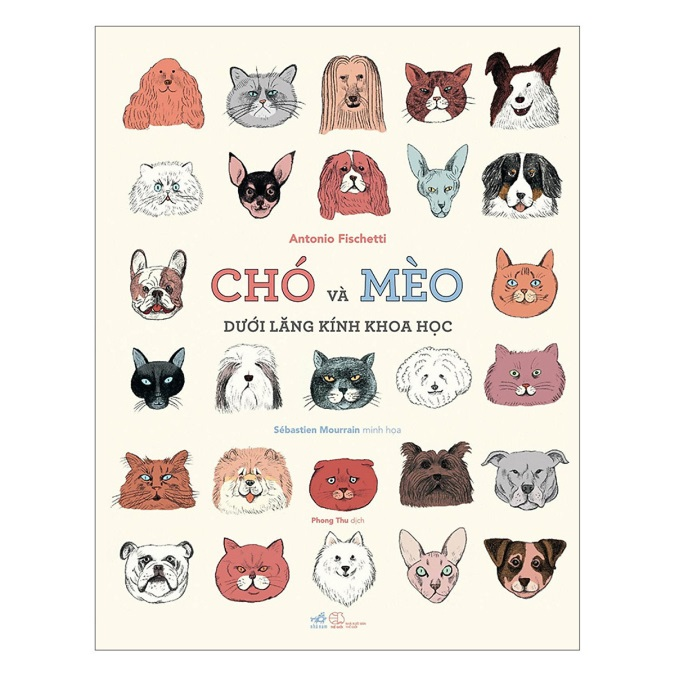 Antonio Fischetti
CHÓ VÀ MÈO
DƯỚI LĂNG KÍNH KHOA HỌC
Sébastien Mourrain minh họa
Phong Thu dịch